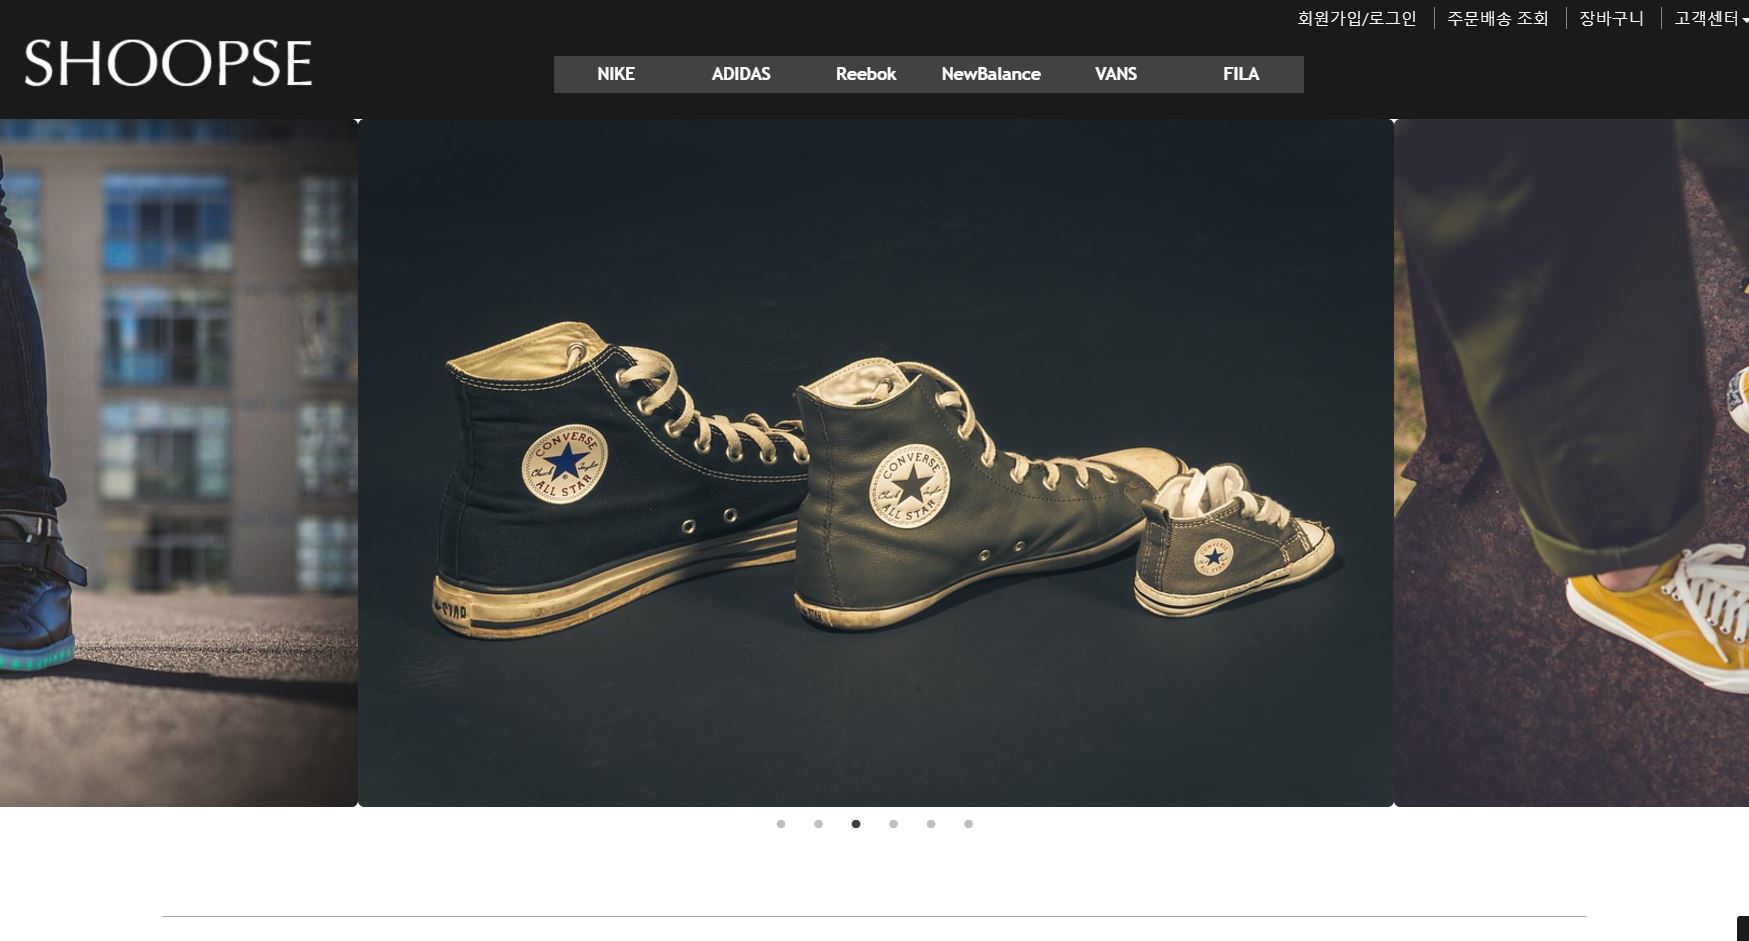 회원가입/로그인 주문배송 조회 장바구니 고객센터
SHOOPSE
NIKE ADIDAS Reebok NewBalance VANS FILA
CONVERSE
Chuck Taylor
ALL STAR
CONVERSE
Chuck Taylor
ALL STAR
CONVERSE
ALL STAR
STAR